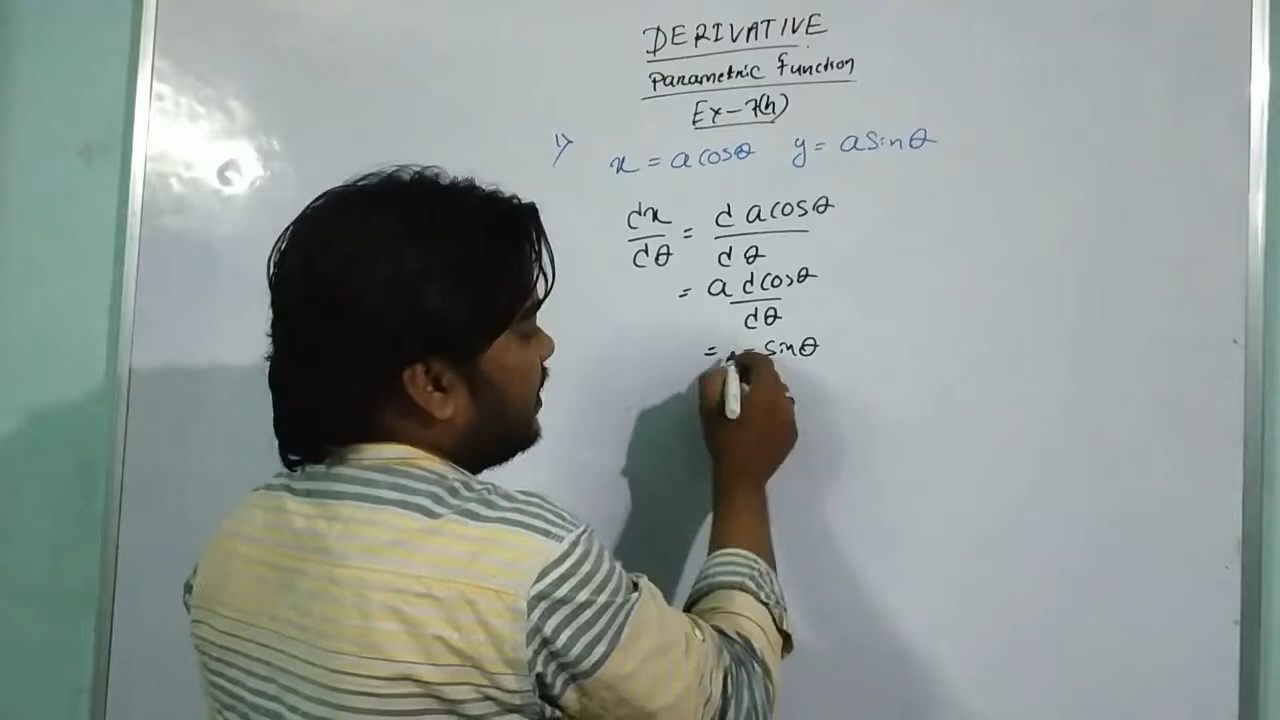 DERIVATIVE
Parametric function
Ex-7(h)
1) x = a cosθ y = a sinθ
dx/dθ = d a cosθ/dθ
= a d cosθ/dθ
= - sinθ